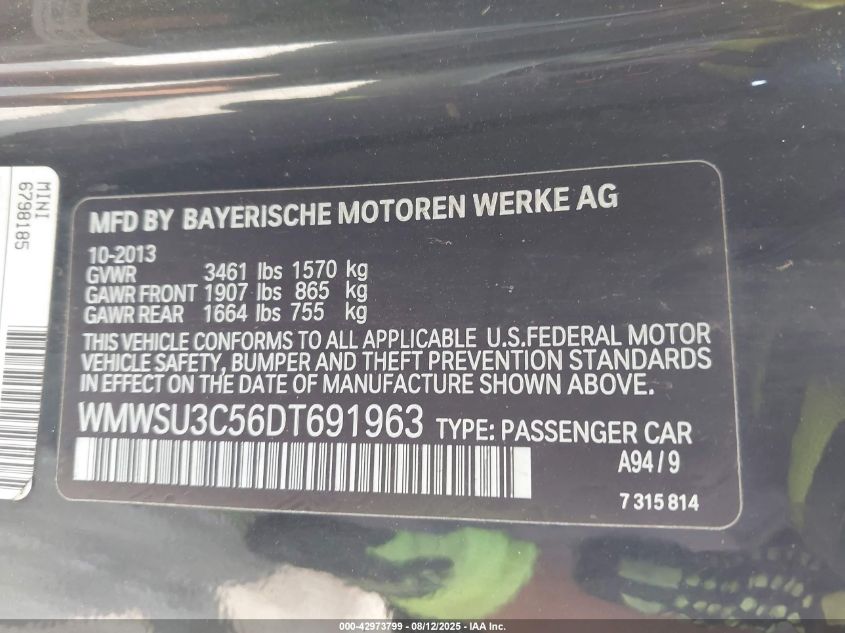 MINI
6798185
MFD BY BAYERISCHE MOTOREN WERKE AG
10-2013
GVWR 3461 lbs 1570 kg
GAWR FRONT 1907 lbs 865 kg
GAWR REAR 1664 lbs 755 kg
THIS VEHICLE CONFORMS TO ALL APPLICABLE U.S.FEDERAL MOTOR
VEHICLE SAFETY, BUMPER AND THEFT PREVENTION STANDARDS
IN EFFECT ON THE DATE OF MANUFACTURE SHOWN ABOVE.
WMWSU3C56DT691963 TYPE: PASSENGER CAR
A94/9
7 315 814
000-42973799 - 08/12/2025 - IAA Inc.